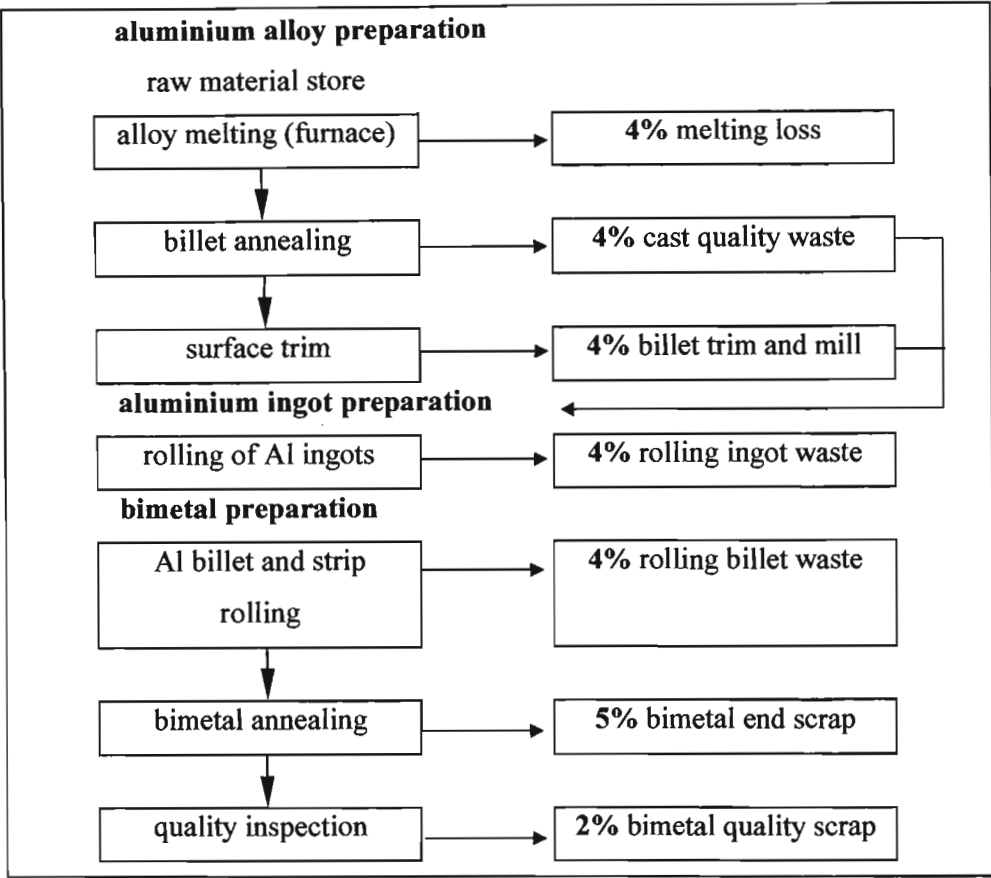 aluminium alloy preparation
raw material store
alloy melting (furnace)
4% melting loss
billet annealing
4% cast quality waste
surface trim
4% billet trim and mill
aluminium ingot preparation
rolling of Al ingots
4% rolling ingot waste
bimetal preparation
Al billet and strip
rolling
4% rolling billet waste
bimetal annealing
5% bimetal end scrap
quality inspection
2% bimetal quality scrap